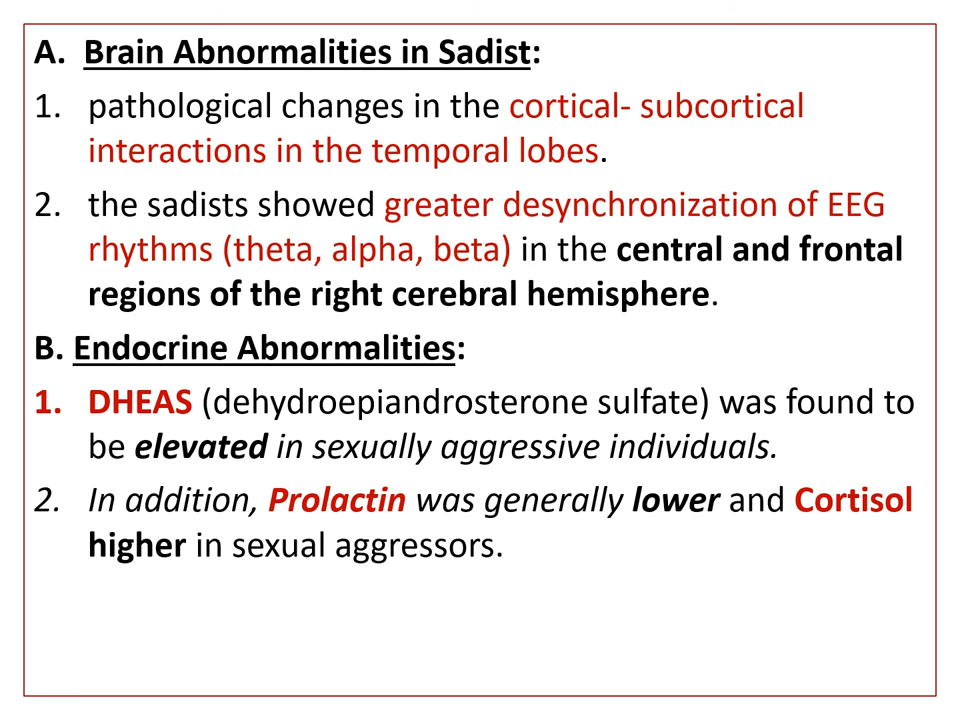 A. Brain Abnormalities in Sadist:
1. pathological changes in the cortical- subcortical
interactions in the temporal lobes.
2. the sadists showed greater desynchronization of EEG
rhythms (theta, alpha, beta) in the central and frontal
regions of the right cerebral hemisphere.
B. Endocrine Abnormalities:
1. DHEAS (dehydroepiandrosterone sulfate) was found to
be elevated in sexually aggressive individuals.
2. In addition, Prolactin was generally lower and Cortisol
higher in sexual aggressors.